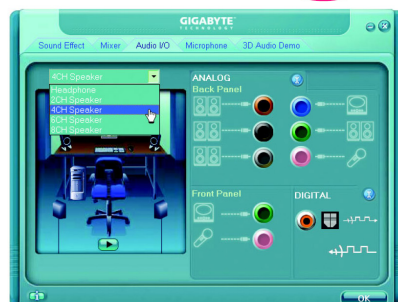 GIGABYTE
TECHNOLOGY
Sound Effect Mixer Audio I/O Microphone 3D Audio Demo
4CH Speaker
Headphone
2CH Speaker
4CH Speaker
6CH Speaker
8CH Speaker
ANALOG
Back Panel
Front Panel
DIGITAL
OK